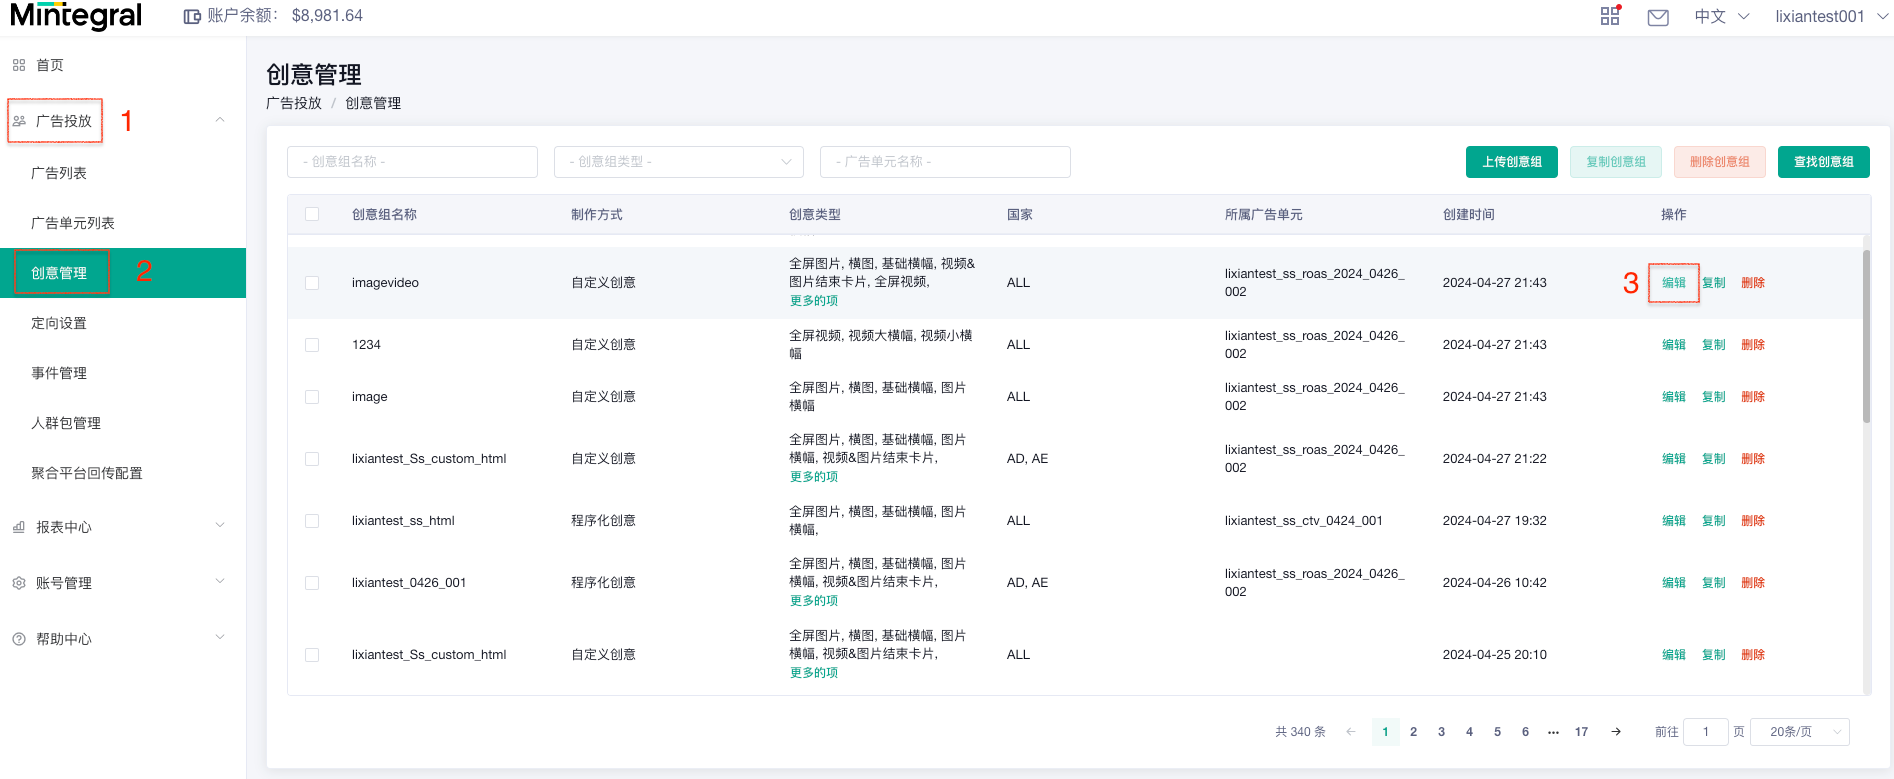 Mintegral
账户余额： $8,981.64
中文
lixiantest001
首页
广告投放
1
广告列表
广告单元列表
创意管理
2
定向设置
事件管理
人群包管理
聚合平台回传配置
报表中心
账号管理
帮助中心
创意管理
广告投放 / 创意管理
- 创意组名称 -
- 创意组类型 -
- 广告单元名称 -
上传创意组
复制创意组
删除创意组
查找创意组
创意组名称 制作方式 创意类型 国家 所属广告单元 创建时间 操作
imagevideo 自定义创意
全屏图片, 横图, 基础横幅, 视频&
图片结束卡片, 全屏视频,
更多的项
ALL
lixiantest_ss_roas_2024_0426_
002
2024-04-27 21:43
3
编辑 复制 删除
1234 自定义创意
全屏视频, 视频大横幅, 视频小横
幅
ALL
lixiantest_ss_roas_2024_0426_
002
2024-04-27 21:43
编辑 复制 删除
image 自定义创意
全屏图片, 横图, 基础横幅, 图片
横幅
ALL
lixiantest_ss_roas_2024_0426_
002
2024-04-27 21:43
编辑 复制 删除
lixiantest_Ss_custom_html 自定义创意
全屏图片, 横图, 基础横幅, 图片
横幅, 视频&图片结束卡片,
更多的项
AD, AE
lixiantest_ss_roas_2024_0426_
002
2024-04-27 21:22
编辑 复制 删除
lixiantest_ss_html 程序化创意
全屏图片, 横图, 基础横幅, 图片
横幅,
ALL
lixiantest_ss_ctv_0424_001
2024-04-27 19:32
编辑 复制 删除
lixiantest_0426_001 程序化创意
全屏图片, 横图, 基础横幅, 图片
横幅, 视频&图片结束卡片,
更多的项
AD, AE
lixiantest_ss_roas_2024_0426_
002
2024-04-26 10:42
编辑 复制 删除
lixiantest_Ss_custom_html 自定义创意
全屏图片, 横图, 基础横幅, 图片
横幅, 视频&图片结束卡片,
更多的项
ALL
2024-04-25 20:10
编辑 复制 删除
共 340 条 ← 1 2 3 4 5 6 ••• 17 → 前往 1 页 20条/页